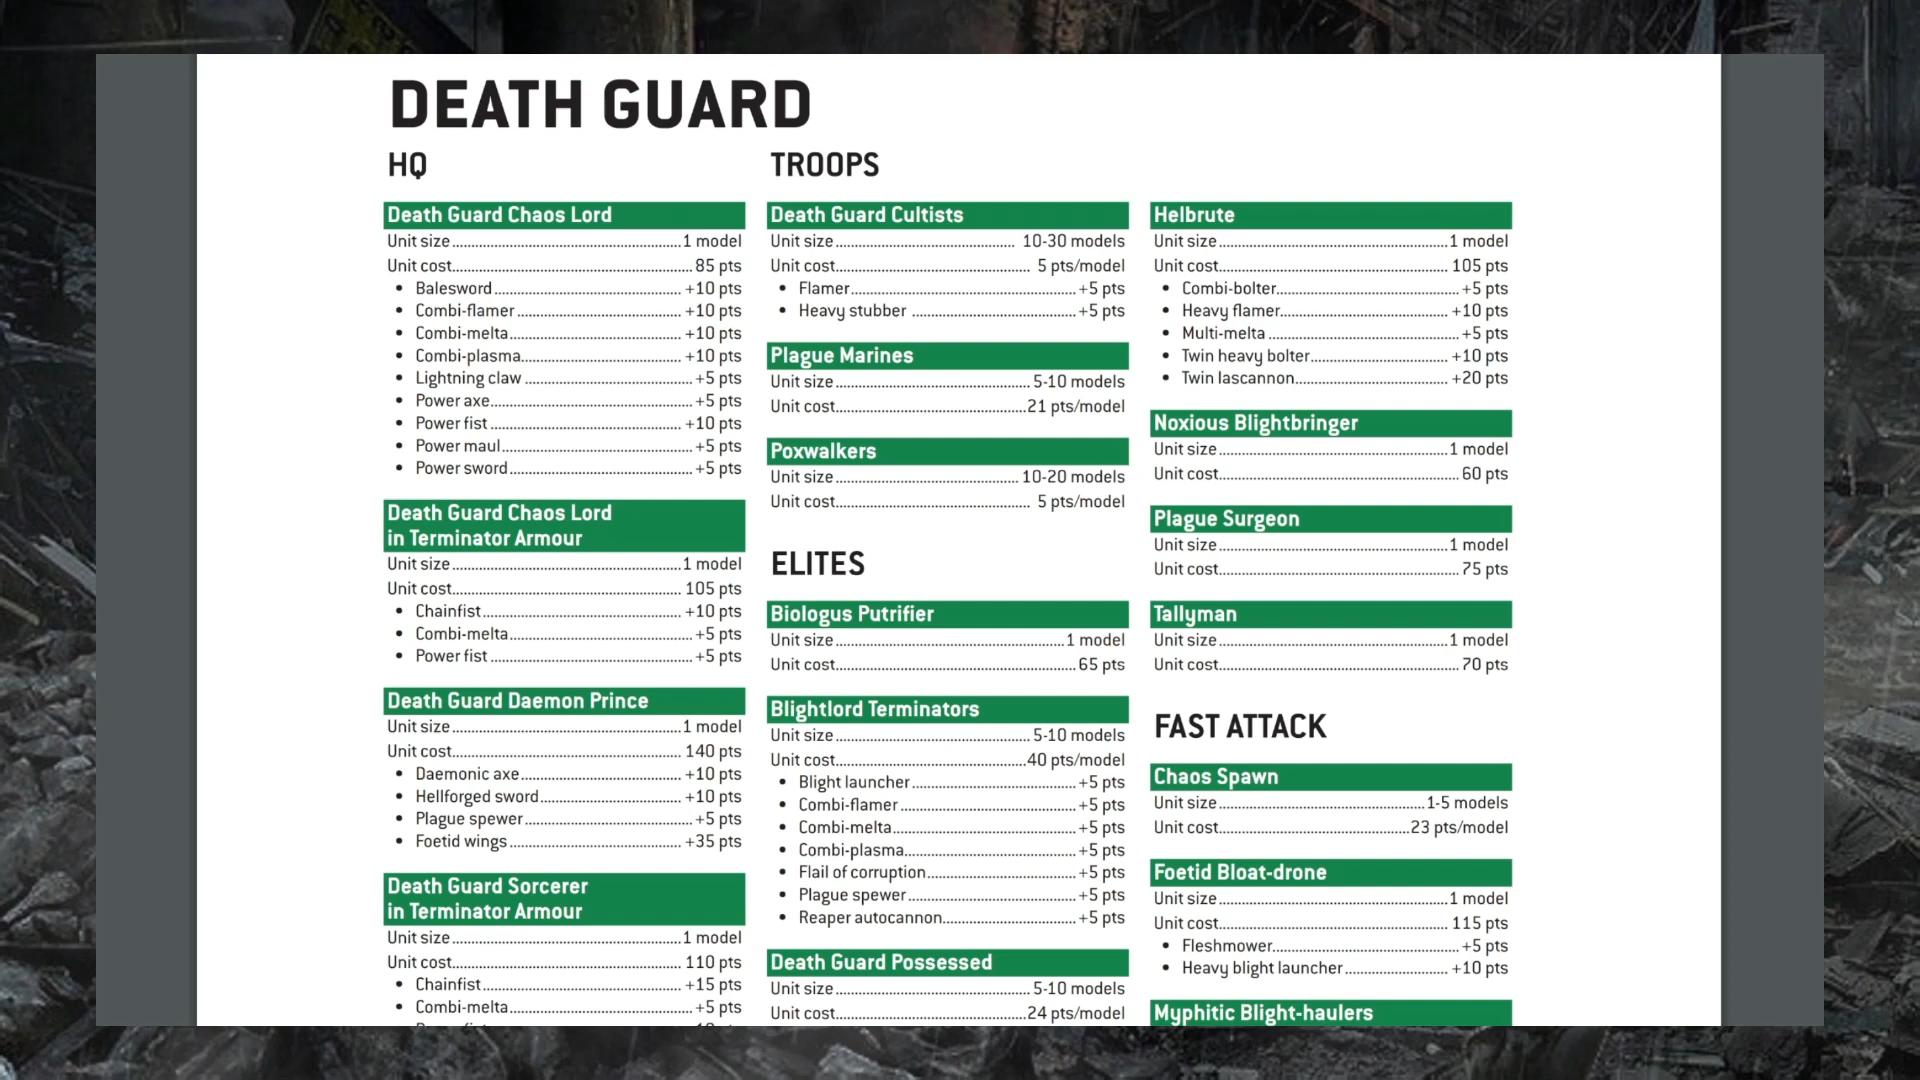 DEATH GUARD
HQ
Death Guard Chaos Lord
Unit size 1 model
Unit cost 85 pts
• Balesword +10 pts
• Combi-flamer +10 pts
• Combi-melta +10 pts
• Combi-plasma +10 pts
• Lightning claw +5 pts
• Power axe +5 pts
• Power fist +10 pts
• Power maul +5 pts
• Power sword +5 pts
Death Guard Chaos Lord
in Terminator Armour
Unit size 1 model
Unit cost 105 pts
• Chainfist +10 pts
• Combi-melta +5 pts
• Power fist +5 pts
Death Guard Daemon Prince
Unit size 1 model
Unit cost 140 pts
• Daemonic axe +10 pts
• Hellforged sword +10 pts
• Plague spewer +5 pts
• Foetid wings +35 pts
Death Guard Sorcerer
in Terminator Armour
Unit size 1 model
Unit cost 110 pts
• Chainfist +15 pts
• Combi-melta +5 pts
TROOPS
Death Guard Cultists
Unit size 10-30 models
Unit cost 5 pts/model
• Flamer +5 pts
• Heavy stubber +5 pts
Plague Marines
Unit size 5-10 models
Unit cost 21 pts/model
Poxwalkers
Unit size 10-20 models
Unit cost 5 pts/model
ELITES
Biologus Putrifier
Unit size 1 model
Unit cost 65 pts
Blightlord Terminators
Unit size 5-10 models
Unit cost 40 pts/model
• Blight launcher +5 pts
• Combi-flamer +5 pts
• Combi-melta +5 pts
• Combi-plasma +5 pts
• Flail of corruption +5 pts
• Plague spewer +5 pts
• Reaper autocannon +5 pts
Death Guard Possessed
Unit size 5-10 models
Unit cost 24 pts/model
Helbrute
Unit size 1 model
Unit cost 105 pts
• Combi-bolter +5 pts
• Heavy flamer +10 pts
• Multi-melta +5 pts
• Twin heavy bolter +10 pts
• Twin lascannon +20 pts
Noxious Blightbringer
Unit size 1 model
Unit cost 60 pts
Plague Surgeon
Unit size 1 model
Unit cost 75 pts
Tallyman
Unit size 1 model
Unit cost 70 pts
FAST ATTACK
Chaos Spawn
Unit size 1-5 models
Unit cost 23 pts/model
Foetid Bloat-drone
Unit size 1 model
Unit cost 115 pts
• Fleshmower +5 pts
• Heavy blight launcher +10 pts
Myphitic Blight-haulers